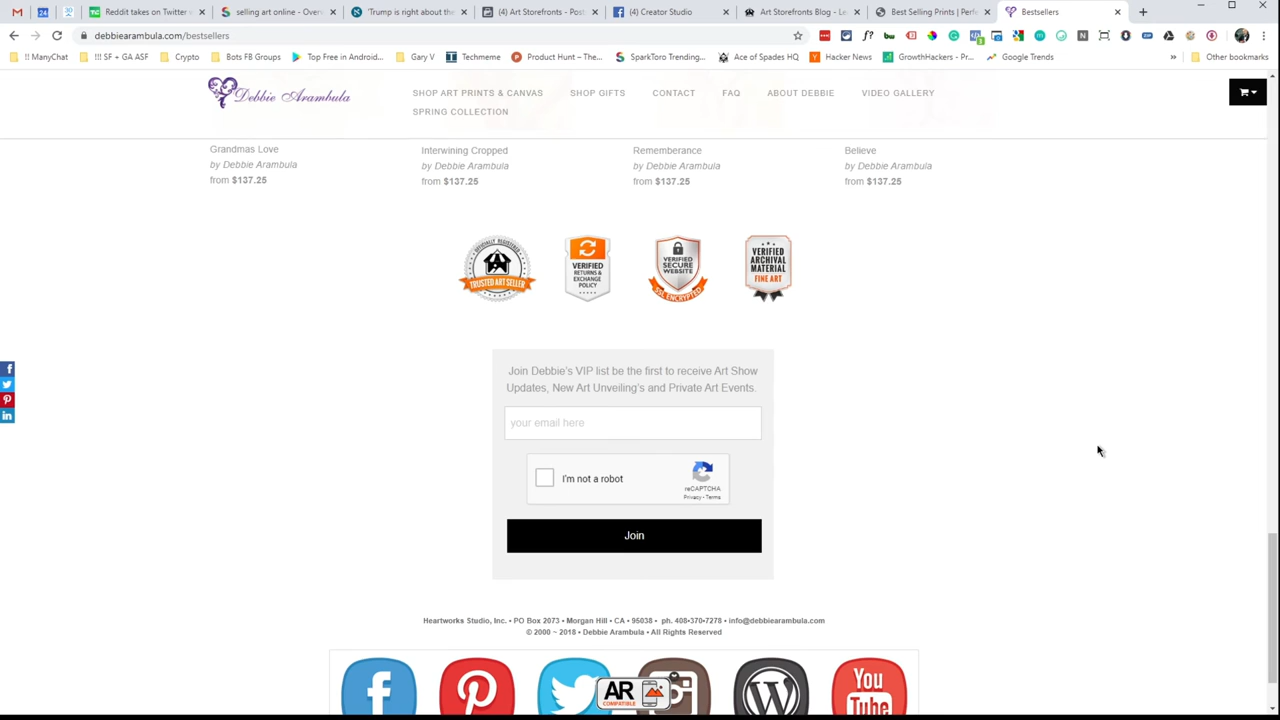 Reddit takes on Twitter v
24
30
selling art online - Overv
'Trump is right about the
(4) Art Storefronts - Post
(4) Creator Studio
Art Storefronts Blog - Le
Best Selling Prints | Perfe
Bestsellers
debbiearambula.com/bestsellers
!! ManyChat
!!! SF + GA ASF
Crypto
Bots FB Groups
Top Free in Android...
Gary V
Techmeme
Product Hunt – The...
SparkToro Trending...
Ace of Spades HQ
Hacker News
GrowthHackers - Pr...
Google Trends
»
Other bookmarks
Debbie Arambula
SHOP ART PRINTS & CANVAS
SHOP GIFTS
CONTACT
FAQ
ABOUT DEBBIE
VIDEO GALLERY
SPRING COLLECTION
Grandmas Love
by Debbie Arambula
from $137.25
Interwining Cropped
by Debbie Arambula
from $137.25
Rememberance
by Debbie Arambula
from $137.25
Believe
by Debbie Arambula
from $137.25
OFFICIALLY REGISTERED
TRUSTED ART SELLER
VERIFIED
RETURNS &
EXCHANGE
POLICY
VERIFIED
SECURE
WEBSITE
SSL ENCRYPTED
VERIFIED
ARCHIVAL
MATERIAL
FINE ART
Join Debbie's VIP list be the first to receive Art Show
Updates, New Art Unveiling's and Private Art Events.
your email here
I'm not a robot
reCAPTCHA
Privacy - Terms
Join
Heartworks Studio, Inc. • PO Box 2073 • Morgan Hill • CA • 95038 • ph. 408•370•7278 • info@debbiearambula.com
© 2000 ~ 2018 • Debbie Arambula • All Rights Reserved
AR
COMPATIBLE
You
Tube